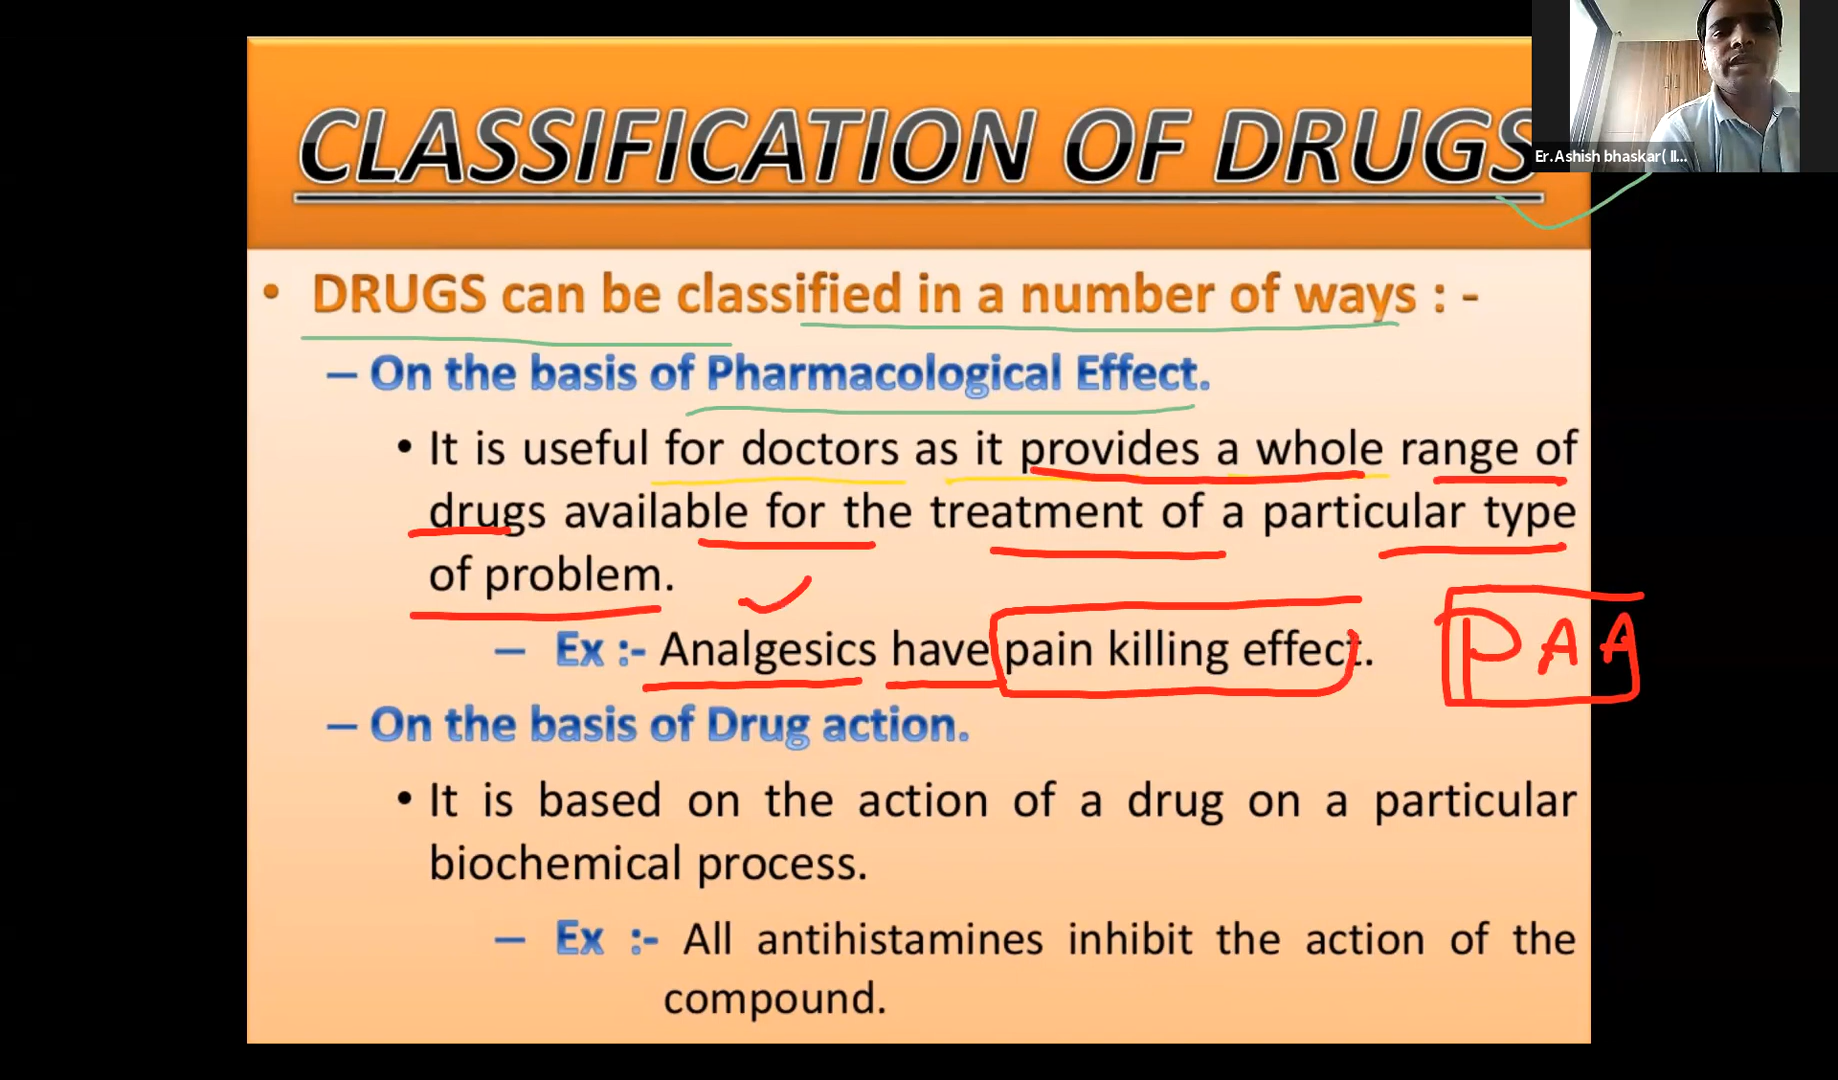 CLASSIFICATION OF DRUGS
Er.Ashish bhaskar( II...
• DRUGS can be classified in a number of ways : -
– On the basis of Pharmacological Effect.
• It is useful for doctors as it provides a whole range of
drugs available for the treatment of a particular type
of problem.
– Ex :- Analgesics have pain killing effect.
PAA
– On the basis of Drug action.
• It is based on the action of a drug on a particular
biochemical process.
– Ex :- All antihistamines inhibit the action of the
compound.